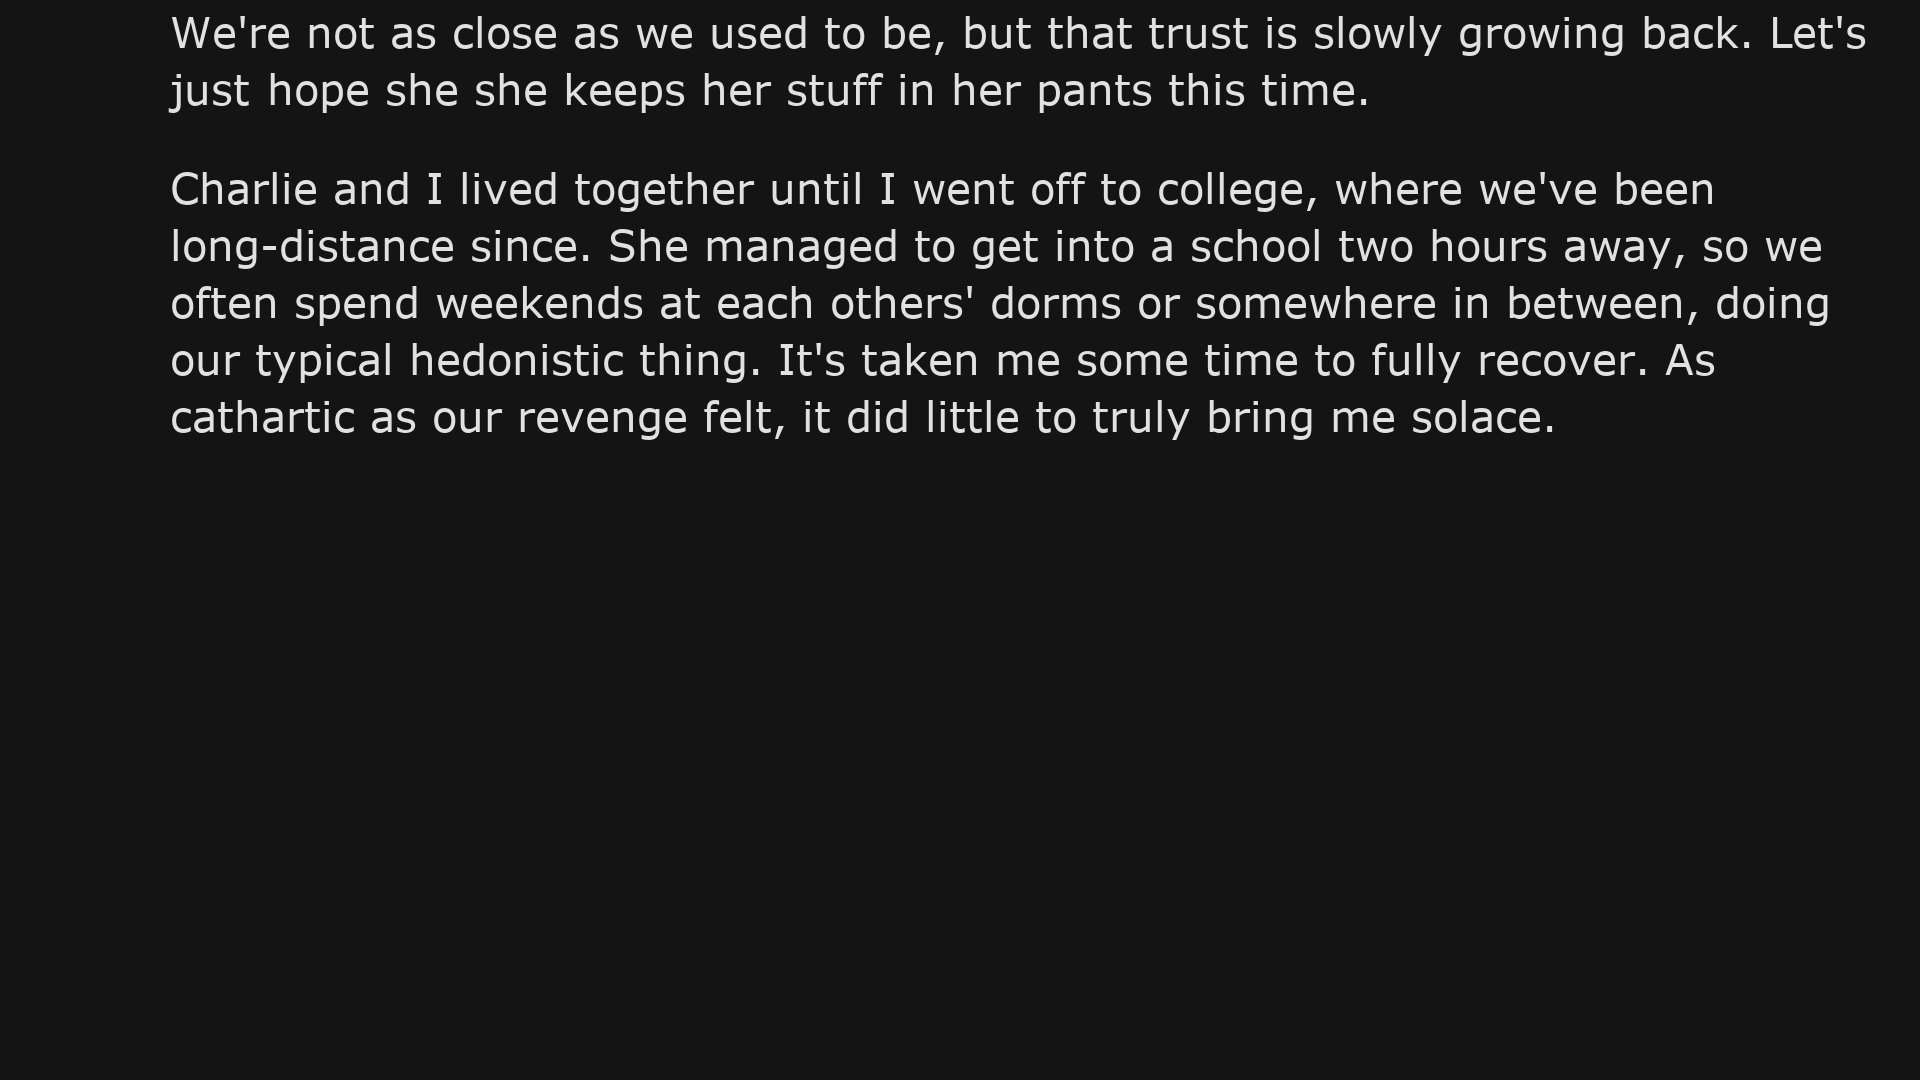 We're not as close as we used to be, but that trust is slowly growing back. Let's
just hope she she keeps her stuff in her pants this time.
Charlie and I lived together until I went off to college, where we've been
long-distance since. She managed to get into a school two hours away, so we
often spend weekends at each others' dorms or somewhere in between, doing
our typical hedonistic thing. It's taken me some time to fully recover. As
cathartic as our revenge felt, it did little to truly bring me solace.